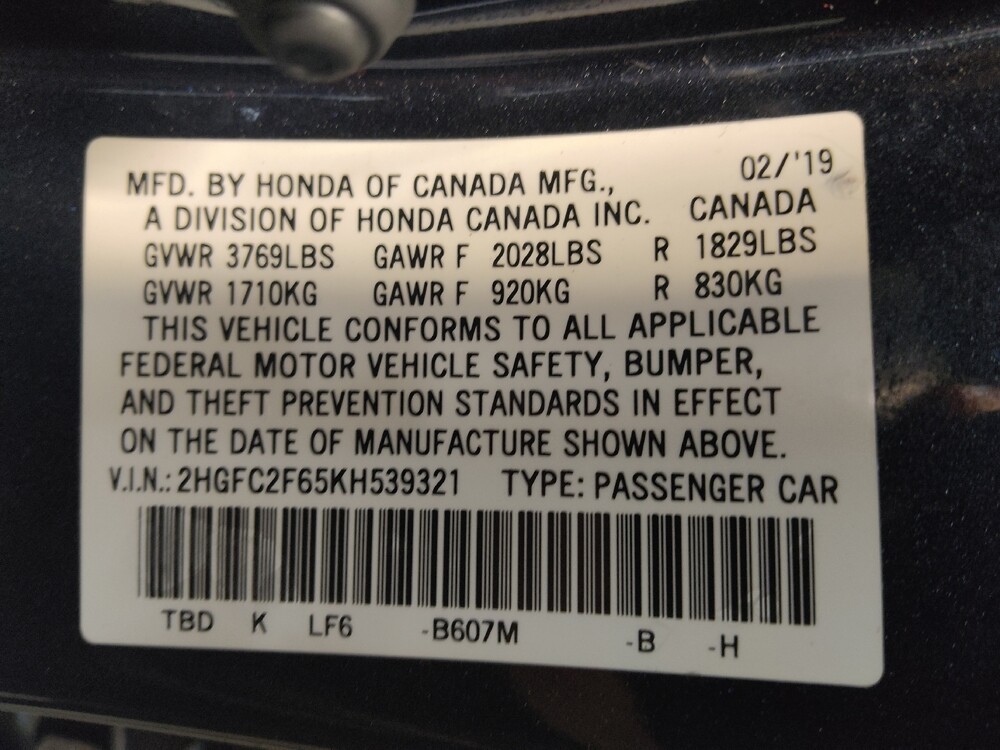 MFD. BY HONDA OF CANADA MFG., 02/'19
A DIVISION OF HONDA CANADA INC. CANADA
GVWR 3769LBS GAWR F 2028LBS R 1829LBS
GVWR 1710KG GAWR F 920KG R 830KG
THIS VEHICLE CONFORMS TO ALL APPLICABLE
FEDERAL MOTOR VEHICLE SAFETY, BUMPER,
AND THEFT PREVENTION STANDARDS IN EFFECT
ON THE DATE OF MANUFACTURE SHOWN ABOVE.
V.I.N.: 2HGFC2F65KH539321 TYPE: PASSENGER CAR
TBD K LF6 -B607M -B -H